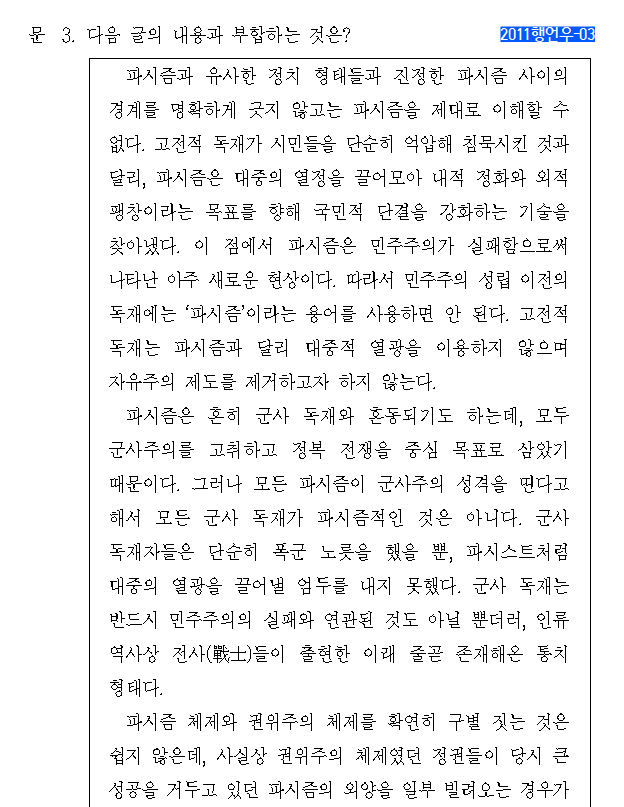 문 3. 다음 글의 내용과 부합하는 것은?
2011행언우-03
파시즘과 유사한 정치 형태들과 진정한 파시즘 사이의
경계를 명확하게 긋지 않고는 파시즘을 제대로 이해할 수
없다. 고전적 독재가 시민들을 단순히 억압해 침묵시킨 것과
달리, 파시즘은 대중의 열정을 끌어모아 내적 정화와 외적
팽창이라는 목표를 향해 국민적 단결을 강화하는 기술을
찾아냈다. 이 점에서 파시즘은 민주주의가 실패함으로써
나타난 아주 새로운 현상이다. 따라서 민주주의 성립 이전의
독재에는 ‘파시즘’이라는 용어를 사용하면 안 된다. 고전적
독재는 파시즘과 달리 대중적 열광을 이용하지 않으며
자유주의 제도를 제거하고자 하지 않는다.
파시즘은 흔히 군사 독재와 혼동되기도 하는데, 모두
군사주의를 고취하고 정복 전쟁을 중심 목표로 삼았기
때문이다. 그러나 모든 파시즘이 군사주의 성격을 띤다고
해서 모든 군사 독재가 파시즘적인 것은 아니다. 군사
독재자들은 단순히 폭군 노릇을 했을 뿐, 파시스트처럼
대중의 열광을 끌어낼 엄두를 내지 못했다. 군사 독재는
반드시 민주주의의 실패와 연관된 것도 아닐 뿐더러, 인류
역사상 전사(戰士)들이 출현한 이래 줄곧 존재해온 통치
형태다.
파시즘 체제와 권위주의 체제를 확연히 구별 짓는 것은
쉽지 않은데, 사실상 권위주의 체제였던 정권들이 당시 큰
성공을 거두고 있던 파시즘의 외양을 일부 빌려오는 경우가